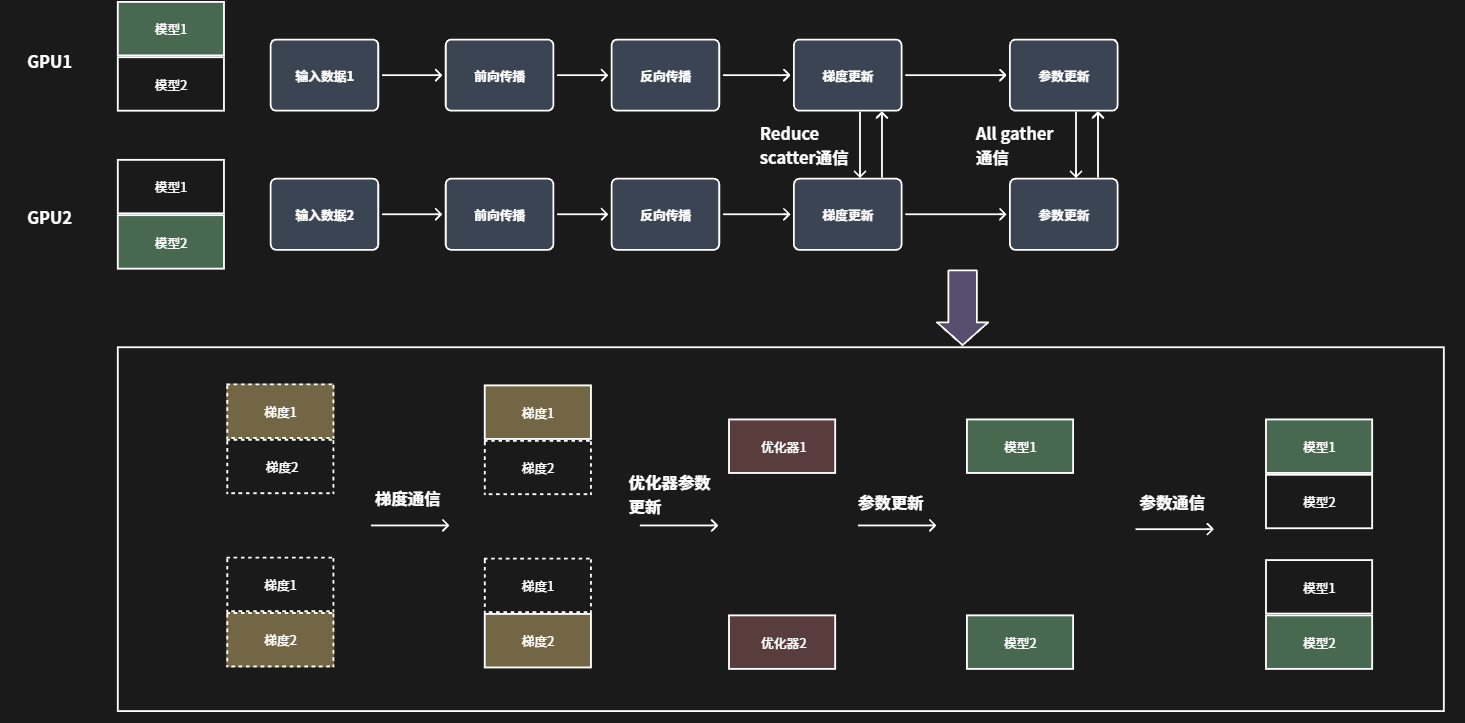 GPU1
模型1
模型2
输入数据1
前向传播
反向传播
梯度更新
参数更新
Reduce
scatter通信
All gather
通信
GPU2
模型1
模型2
输入数据2
前向传播
反向传播
梯度更新
参数更新
梯度1
梯度2
梯度1
梯度2
梯度通信
梯度1
梯度2
梯度1
梯度2
优化器参数
更新
优化器1
优化器2
参数更新
模型1
模型2
参数通信
模型1
模型2
模型1
模型2